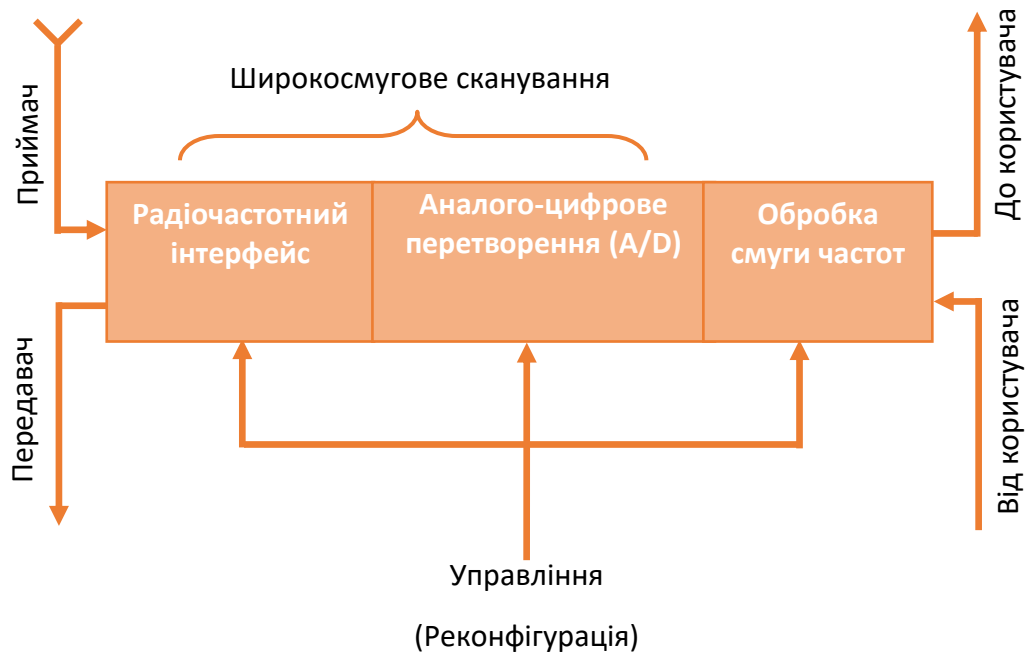 Широкосмугове сканування
Приймач
До користувача
Радіочастотний
інтерфейс
Аналого-цифрове
перетворення (A/D)
Обробка
смуги частот
Передавач
Від користувача
Управління
(Реконфігурація)